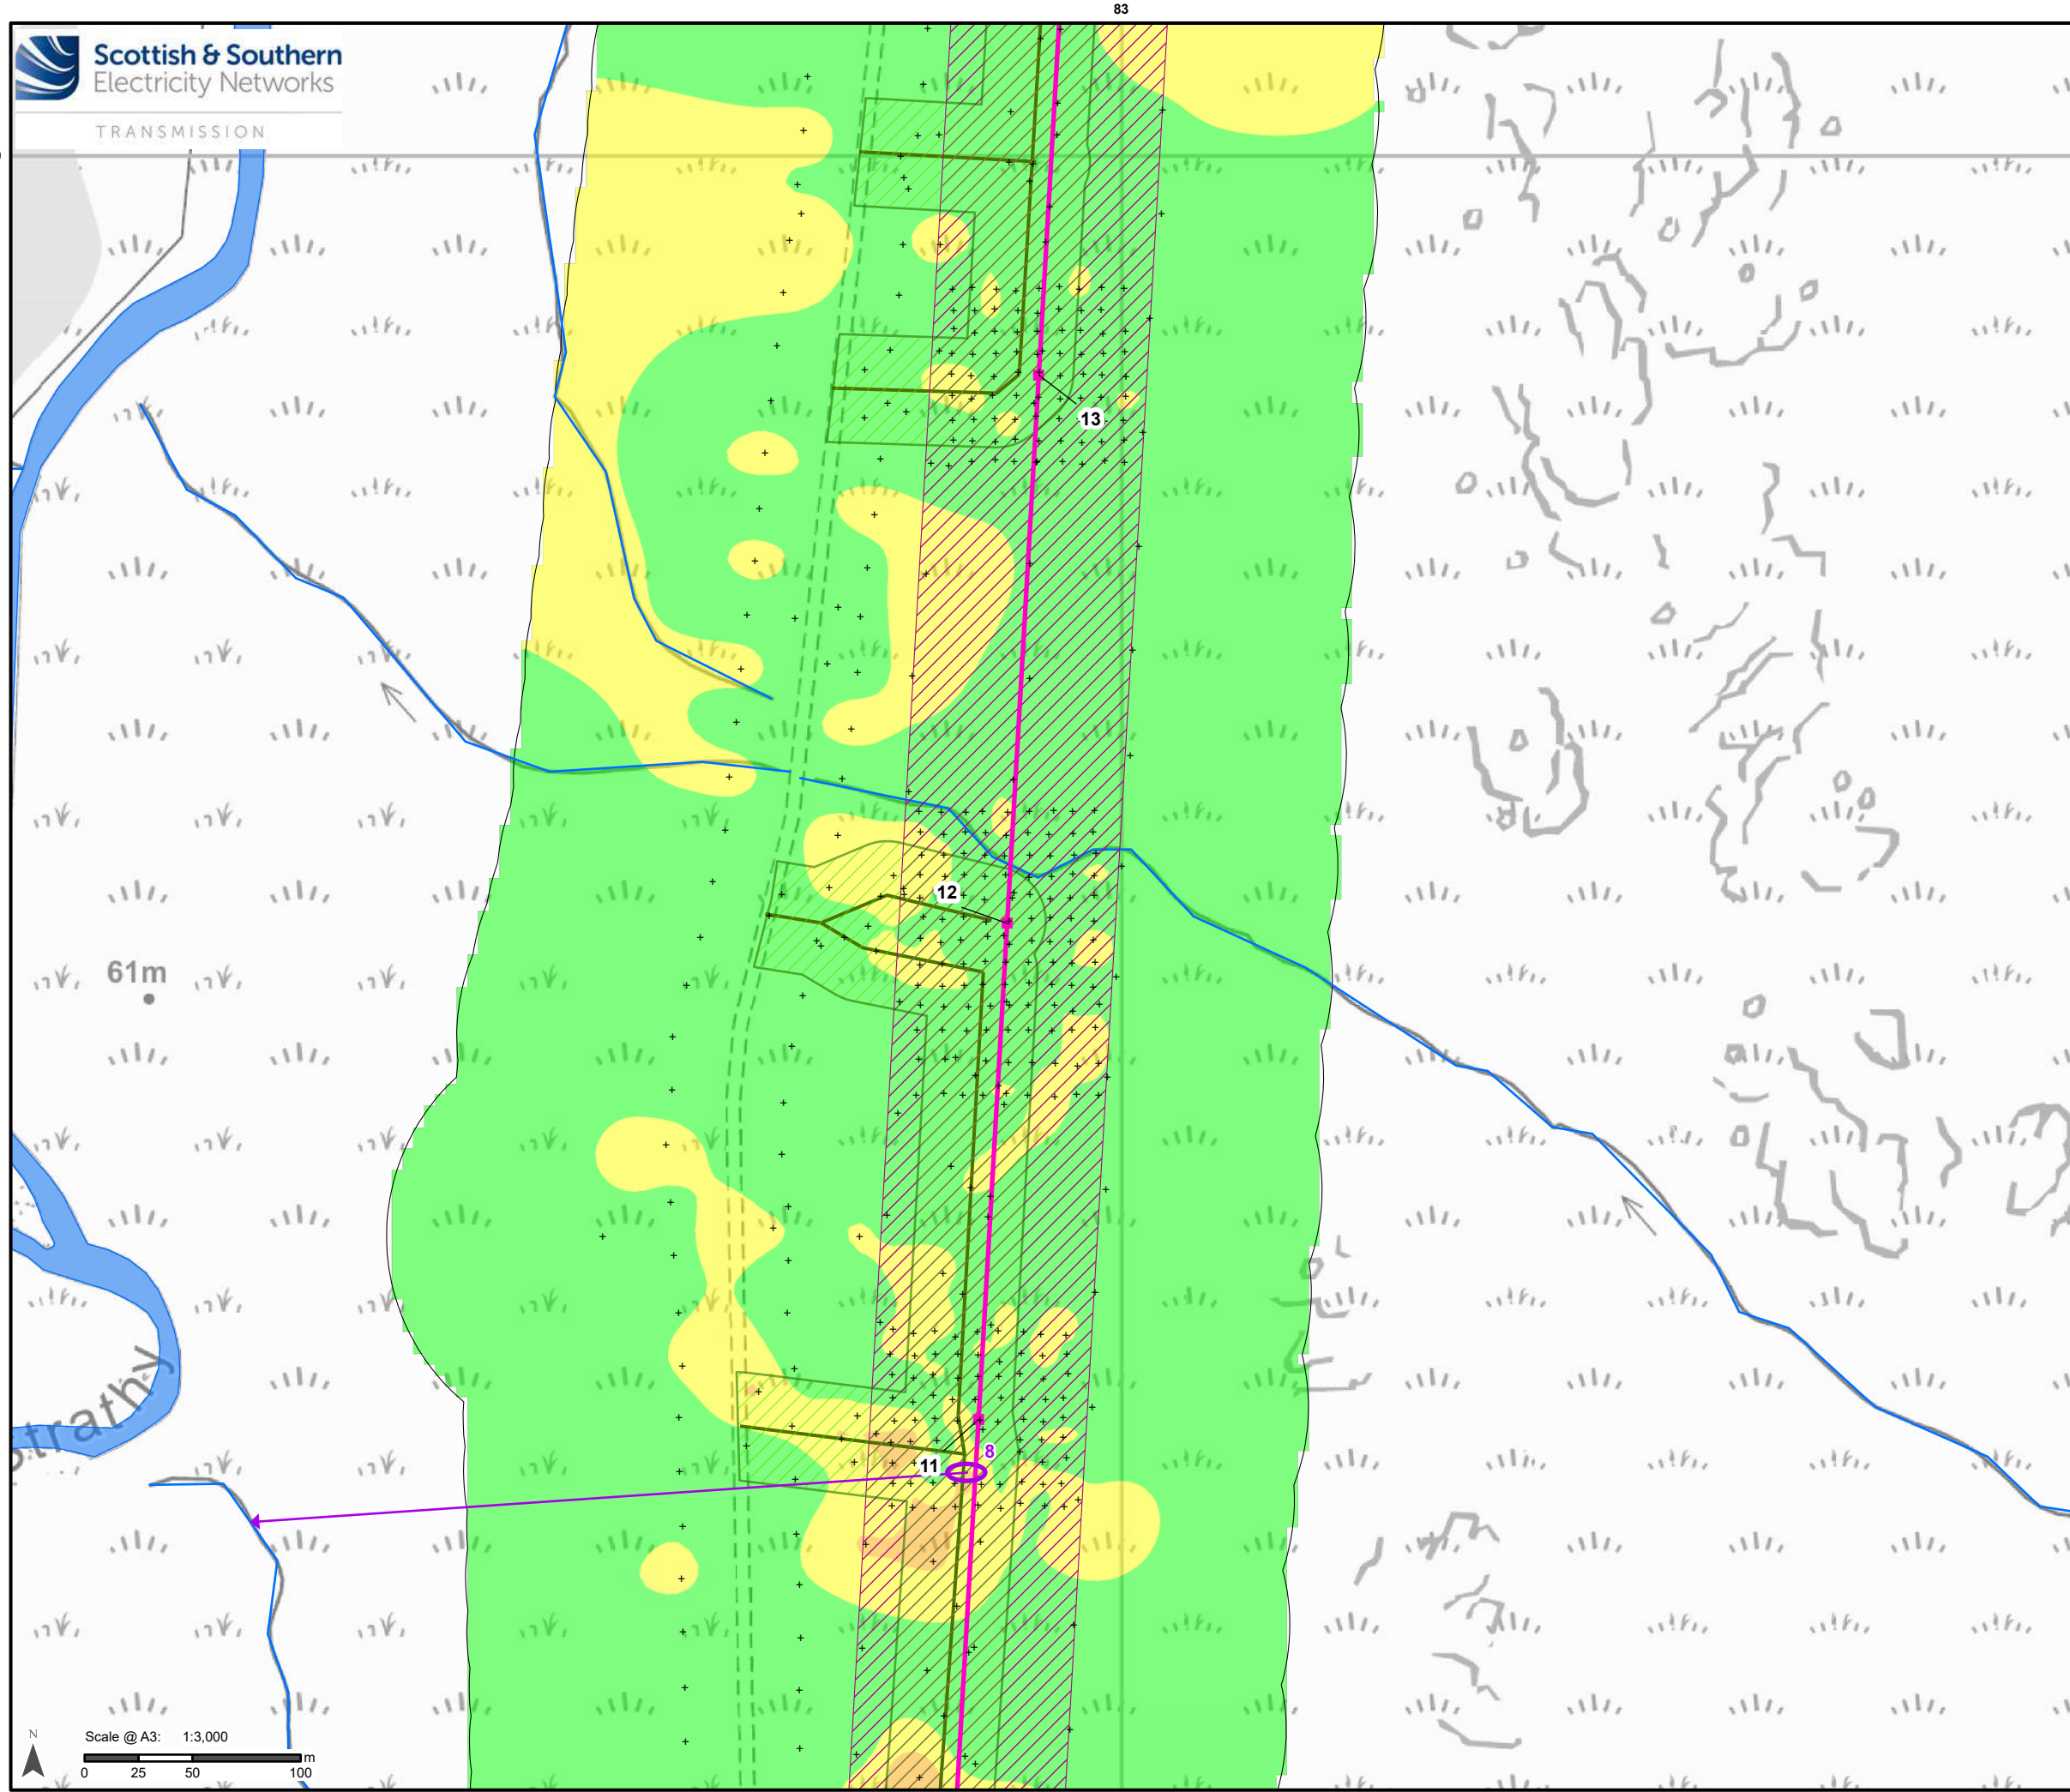 83
Scottish & Southern
Electricity Networks
TRANSMISSION
13
12
61m
Strathy
8
11
N
Scale @ A3: 1:3,000
m
0 25 50 100